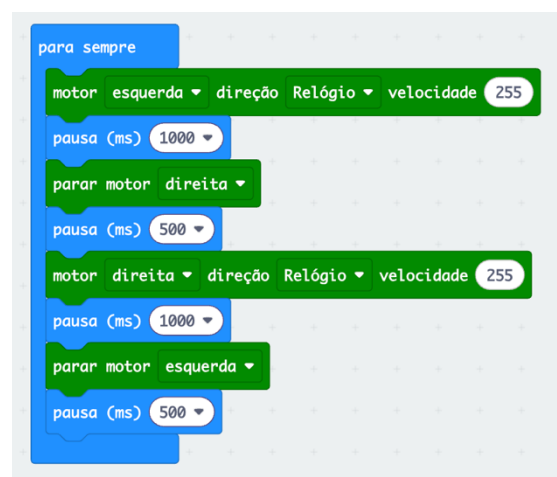 para sempre
motor esquerda direção Relógio velocidade 255
pausa (ms) 1000
parar motor direita
pausa (ms) 500
motor direita direção Relógio velocidade 255
pausa (ms) 1000
parar motor esquerda
pausa (ms) 500